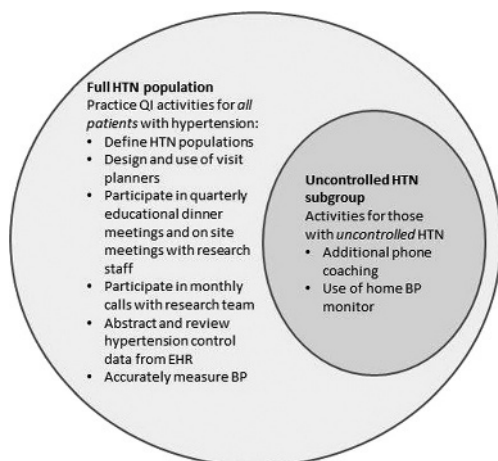 Full HTN population
Practice QI activities for all
patients with hypertension:
• Define HTN populations
• Design and use of visit
planners
• Participate in quarterly
educational dinner
meetings and on site
meetings with research
staff
• Participate in monthly
calls with research team
• Abstract and review
hypertension control
data from EHR
• Accurately measure BP
Uncontrolled HTN
subgroup
Activities for those
with uncontrolled HTN
• Additional phone
coaching
• Use of home BP
monitor